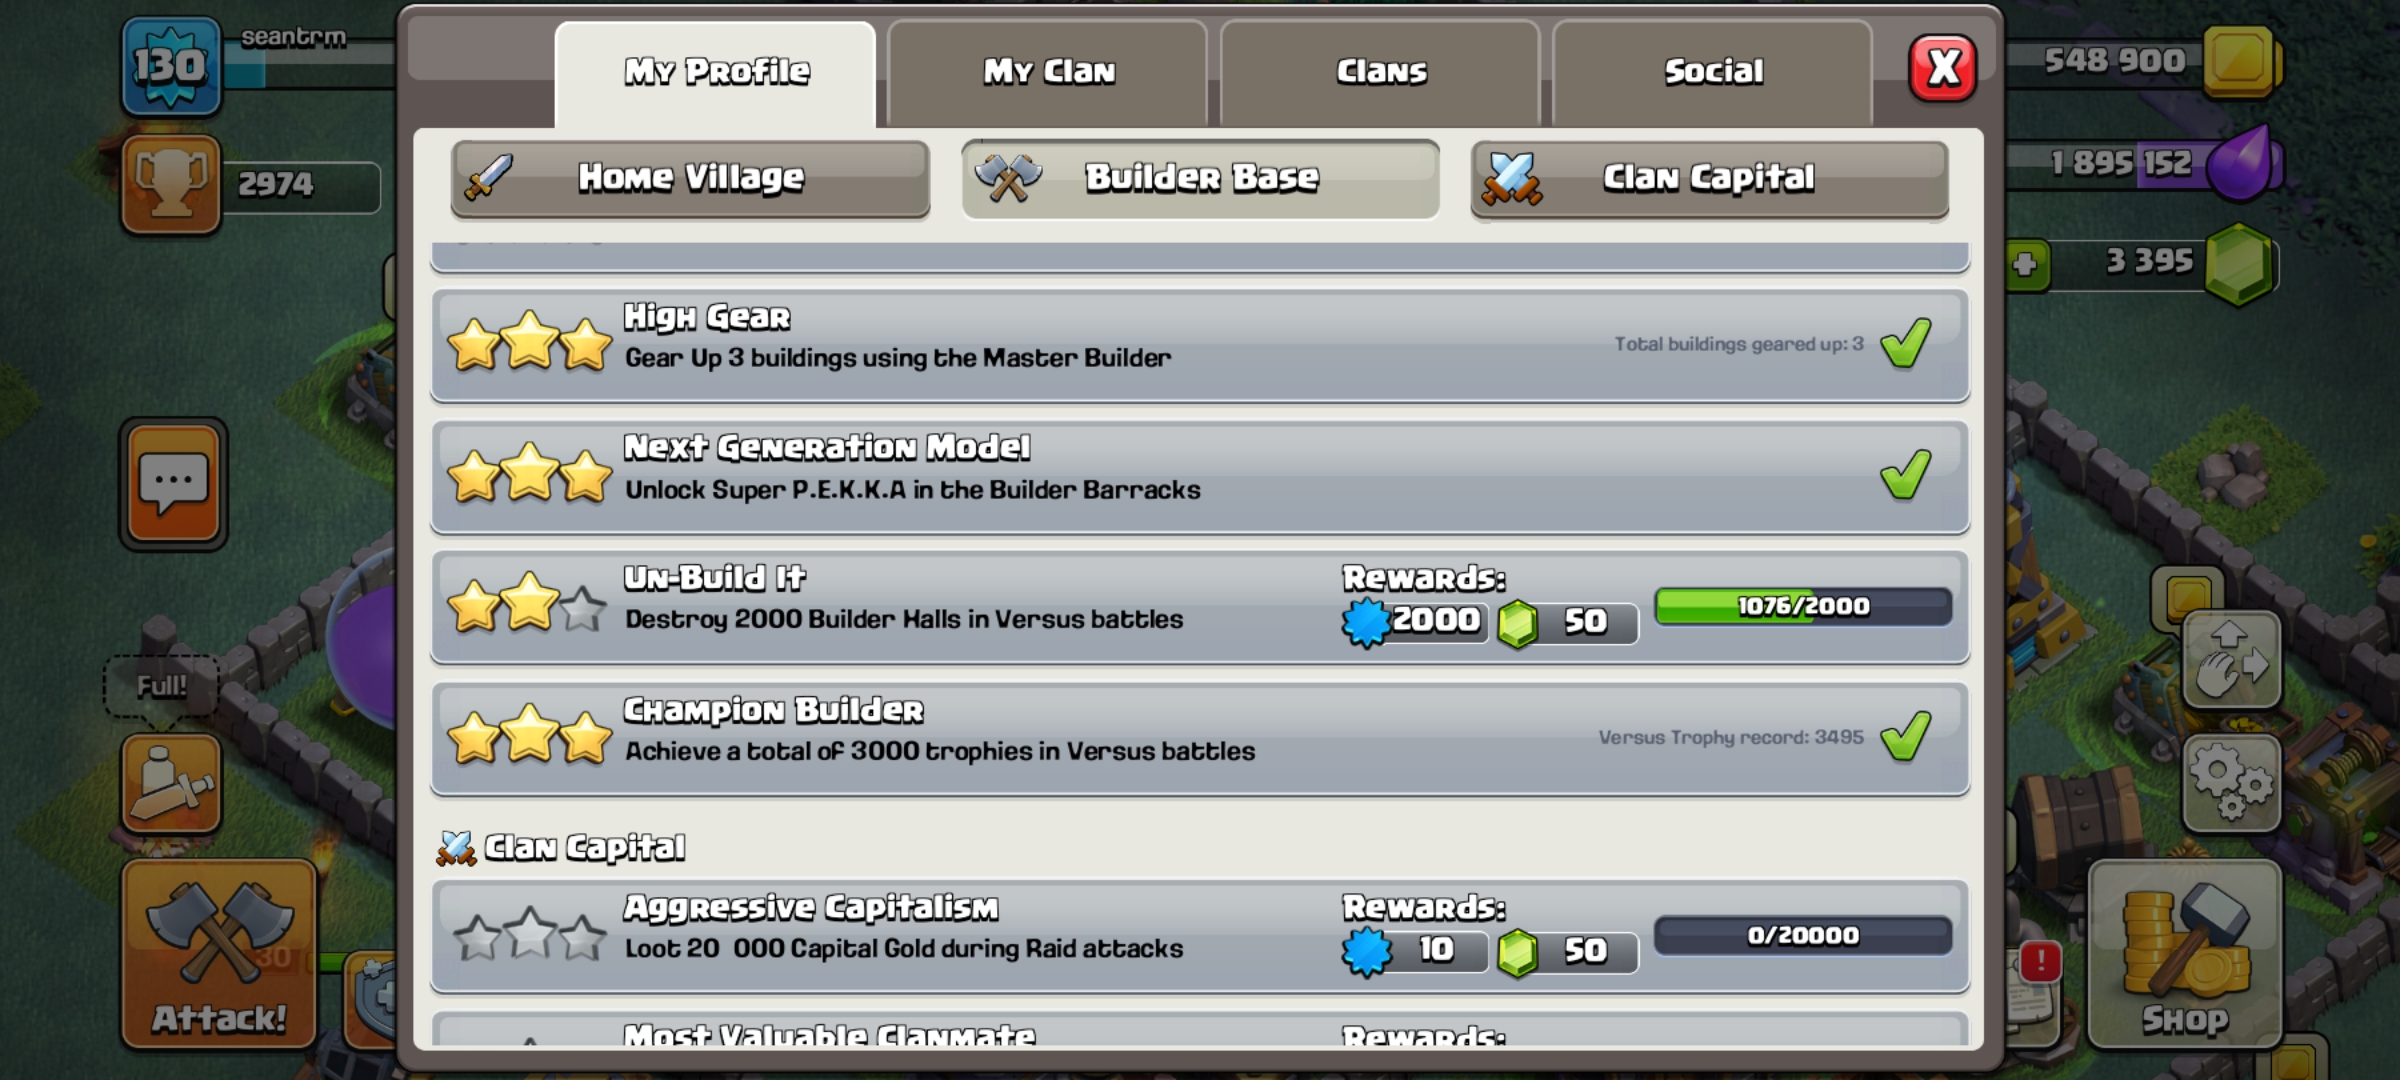 130
seantrm
2974
My Profile
My Clan
Clans
Social
X
548 900
1 895 152
3 395
Home Village
Builder Base
Clan Capital
High Gear
Gear Up 3 buildings using the Master Builder
Total buildings geared up: 3
Next Generation Model
Unlock Super P.E.K.K.A in the Builder Barracks
Un-Build It
Destroy 2000 Builder Halls in Versus battles
Rewards:
2000
50
1076/2000
Champion Builder
Achieve a total of 3000 trophies in Versus battles
Versus Trophy record: 3495
Full!
Clan Capital
Aggressive Capitalism
Loot 20 000 Capital Gold during Raid attacks
Rewards:
10
50
0/20000
30
Attack!
!
Shop
Most Valuable Clanmate
Rewards: